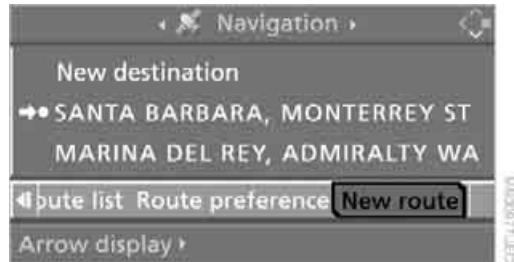 Navigation
New destination
SANTA BARBARA, MONTERREY ST
MARINA DEL REY, ADMIRALTY WA
oute list Route preference New route
Arrow display